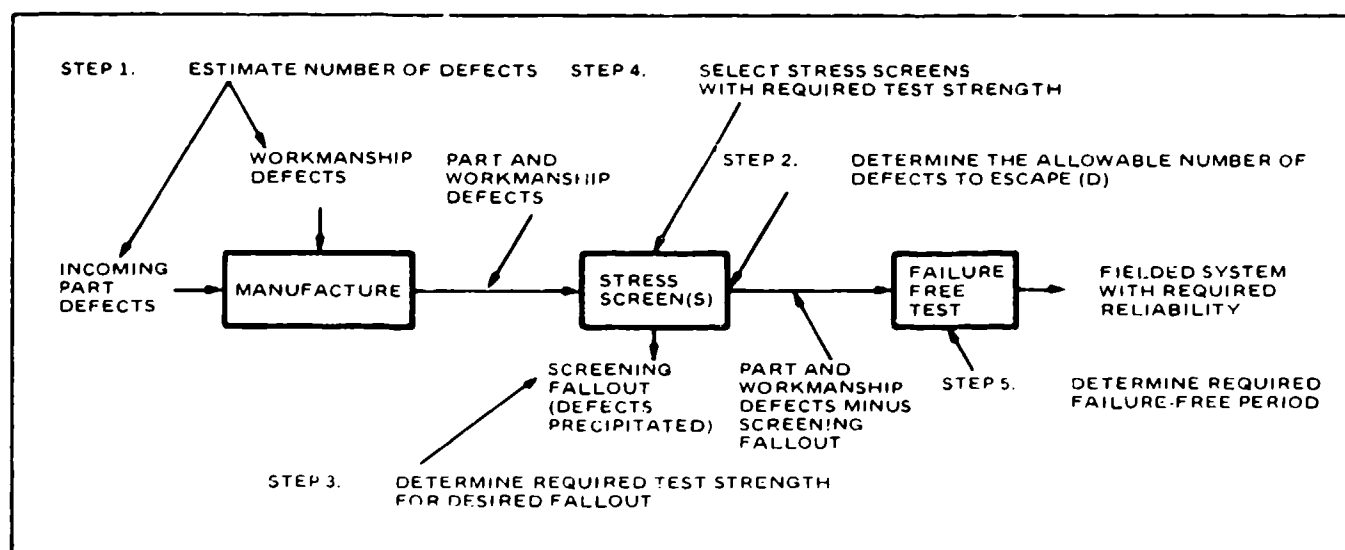 STEP 1. ESTIMATE NUMBER OF DEFECTS
STEP 4. SELECT STRESS SCREENS
WITH REQUIRED TEST STRENGTH
WORKMANSHIP
DEFECTS
PART AND
WORKMANSHIP
DEFECTS
STEP 2. DETERMINE THE ALLOWABLE NUMBER OF
DEFECTS TO ESCAPE (D)
INCOMING
PART
DEFECTS
MANUFACTURE
STRESS
SCREEN(S)
FAILURE
FREE
TEST
FIELDED SYSTEM
WITH REQUIRED
RELIABILITY
SCREENING
FALLOUT
(DEFECTS
PRECIPITATED)
PART AND
WORKMANSHIP
DEFECTS MINUS
SCREENING
FALLOUT
STEP 5. DETERMINE REQUIRED
FAILURE-FREE PERIOD
STEP 3. DETERMINE REQUIRED TEST STRENGTH
FOR DESIRED FALLOUT